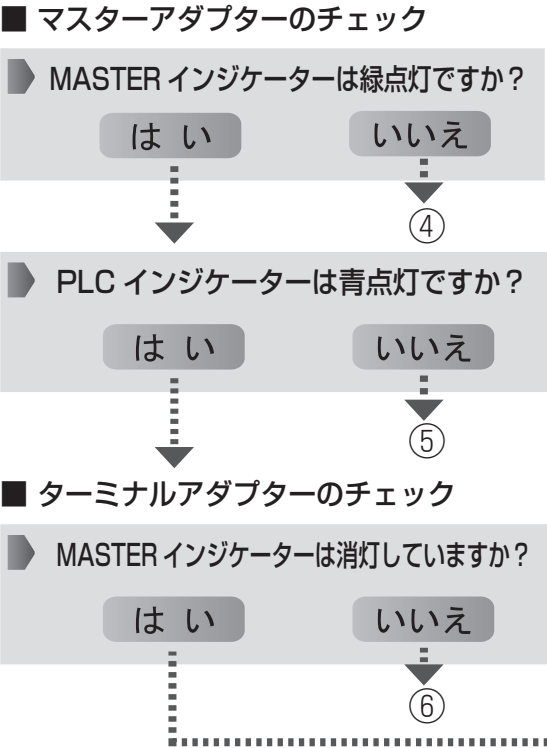 ■ マスターアダプターのチェック
MASTER インジケーターは緑点灯ですか？
はい いいえ
④
PLC インジケーターは青点灯ですか？
はい いいえ
⑤
■ ターミナルアダプターのチェック
MASTER インジケーターは消灯していますか？
はい いいえ
⑥